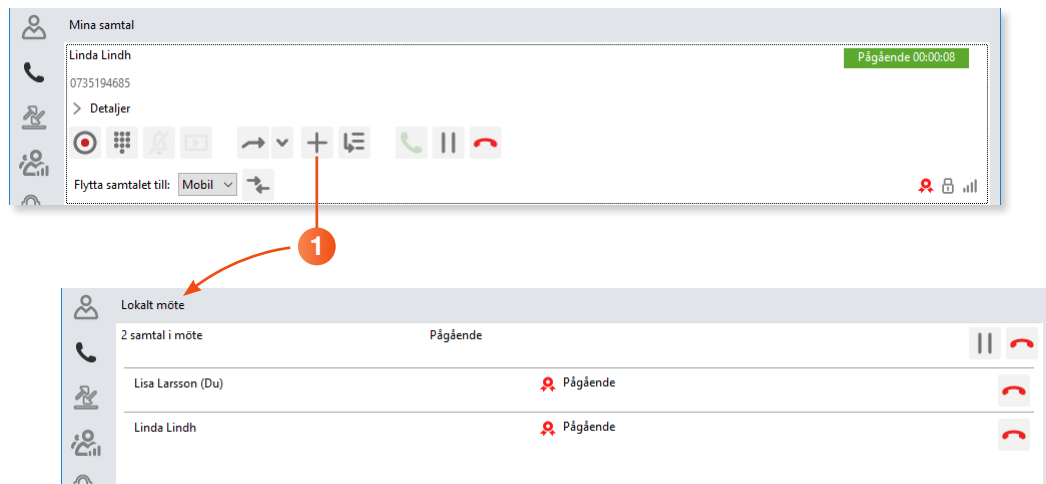 Mina samtal
Linda Lindh
Pågående 00:00:08
0735194685
Detaljer
Flytta samtalet till: Mobil
1
Lokalt möte
2 samtal i möte Pågående
Lisa Larsson (Du) Pågående
Linda Lindh Pågående